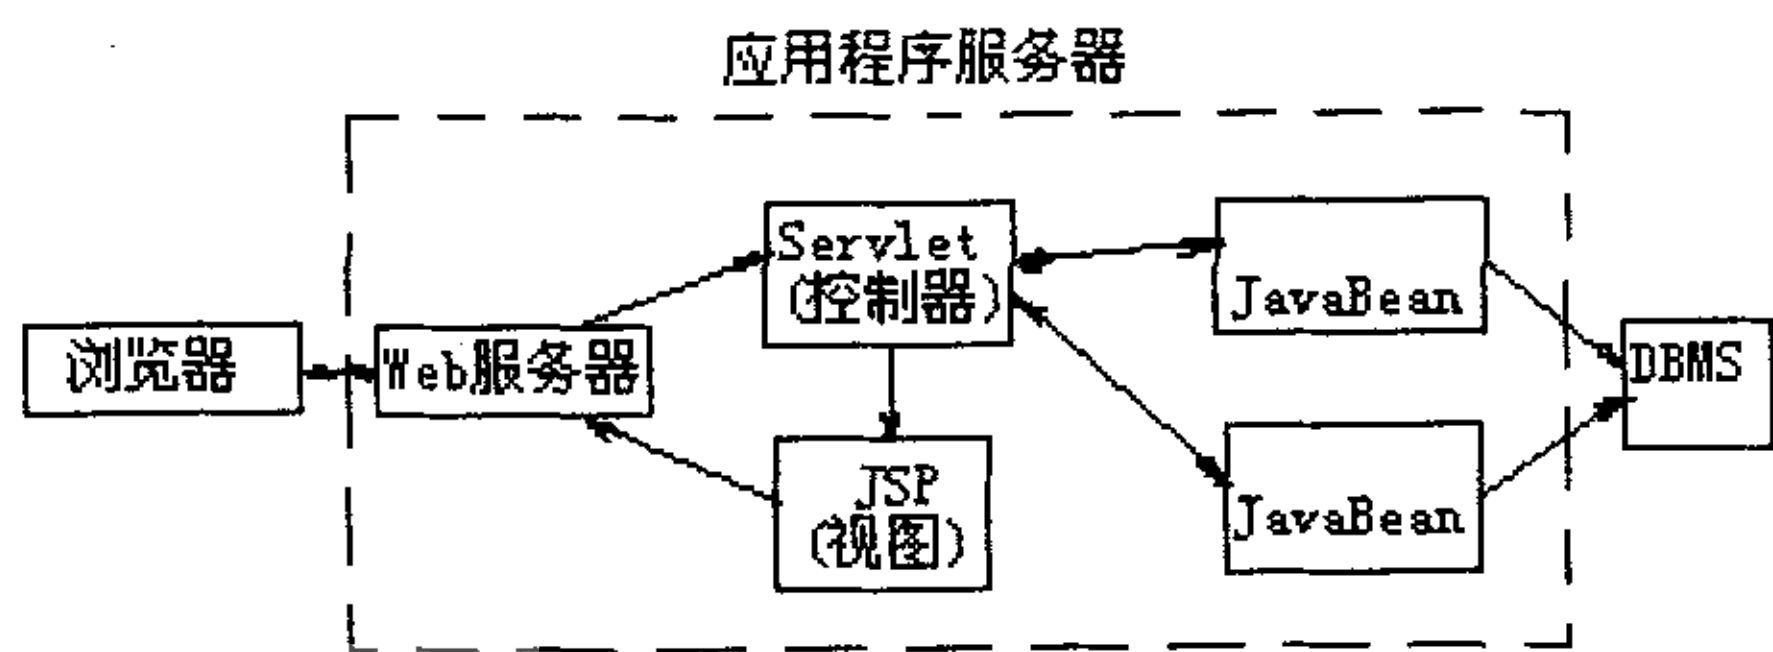 应用程序服务器
Servlet
(控制器)
JavaBean
浏览器
Web服务器
DBMS
JSP
(视图)
JavaBean